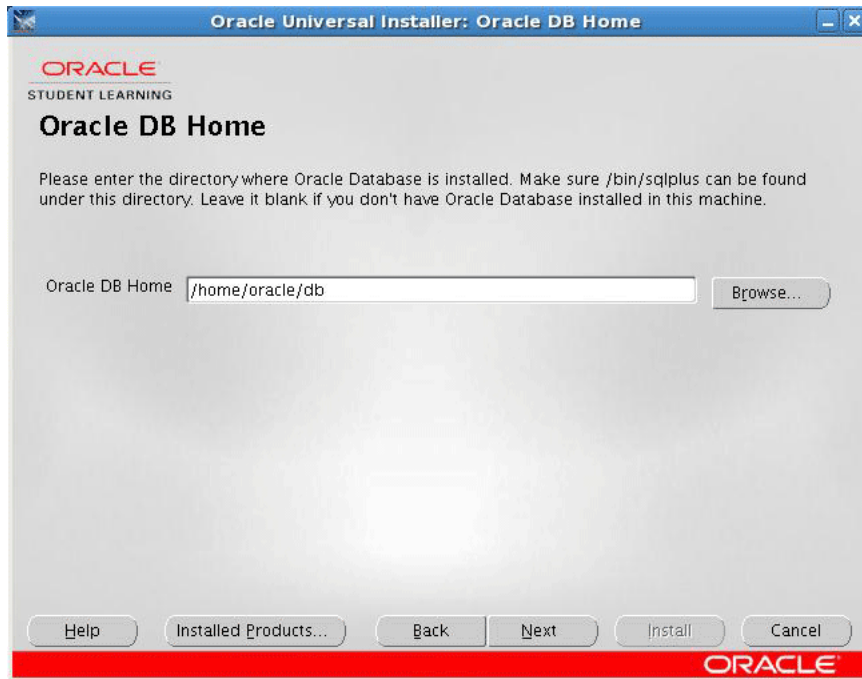 Oracle Universal Installer: Oracle DB Home
ORACLE
STUDENT LEARNING
Oracle DB Home
Please enter the directory where Oracle Database is installed. Make sure /bin/sqlplus can be found
under this directory. Leave it blank if you don't have Oracle Database installed in this machine.
Oracle DB Home /home/oracle/db Browse...
Help Installed Products... Back Next Install Cancel
ORACLE